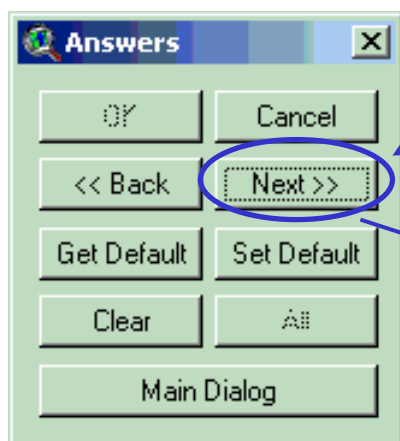 Answers
OK Cancel
<< Back Next >>
Get Default Set Default
Clear All
Main Dialog